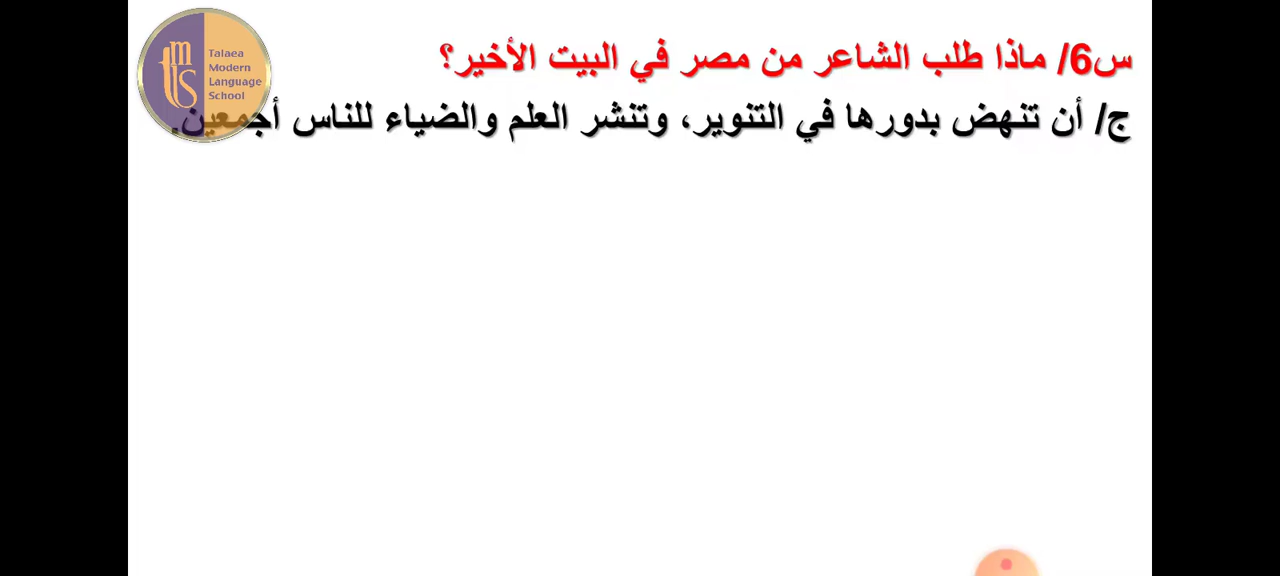 س6/ ماذا طلب الشاعر من مصر في البيت الأخير؟
ج/ أن تنهض بدورها في التنوير، وتنشر العلم والضياء للناس أجمعين.
tmls
Talaea
Modern
Language
School